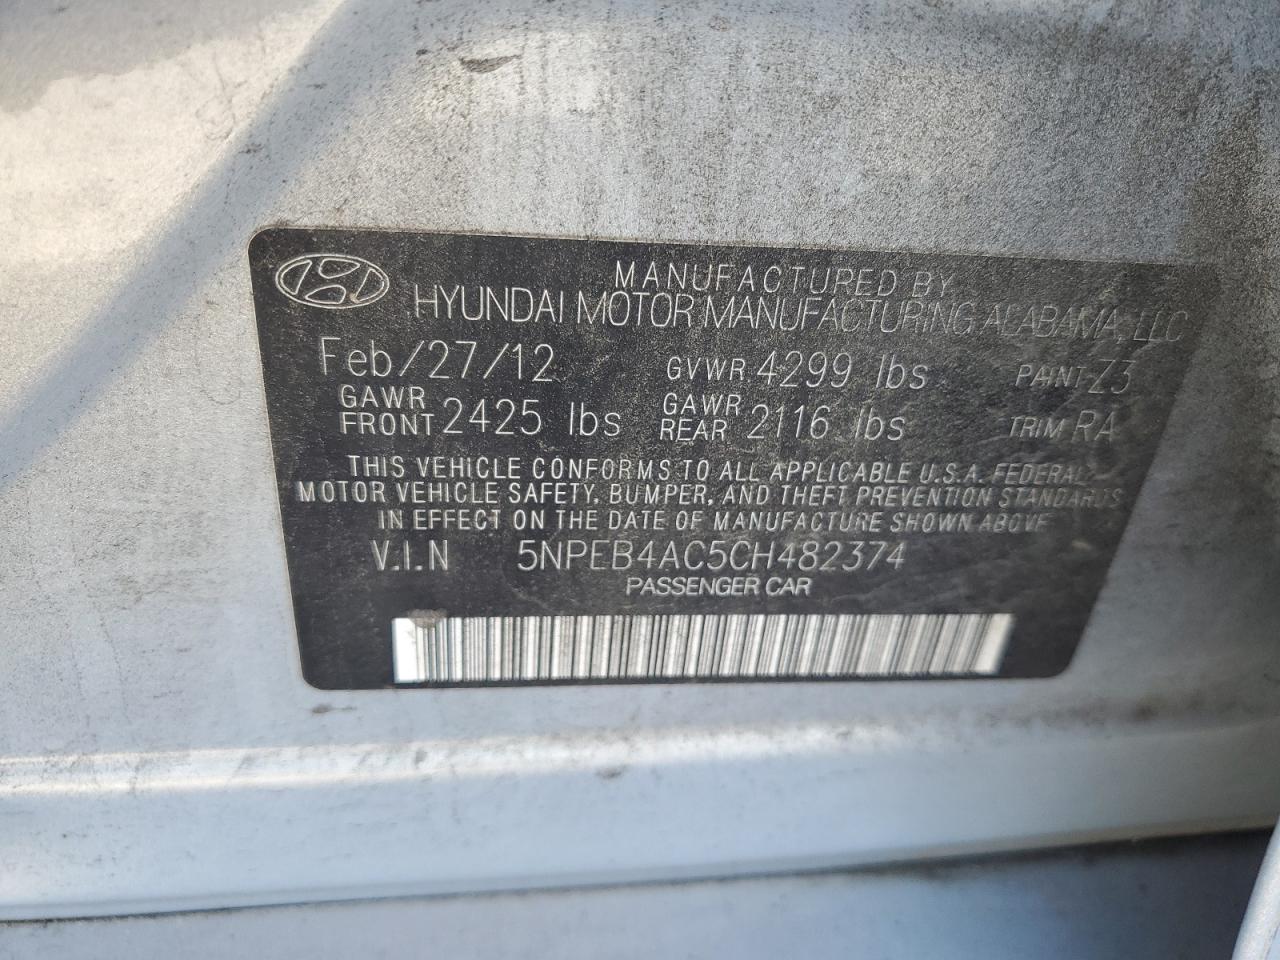 MANUFACTURED BY
HYUNDAI MOTOR MANUFACTURING ALABAMA, LLC
Feb/27/12 GVWR 4299 lbs PAINT Z3
GAWR FRONT 2425 lbs GAWR REAR 2116 lbs TRIM RA
THIS VEHICLE CONFORMS TO ALL APPLICABLE U.S.A. FEDERAL
MOTOR VEHICLE SAFETY, BUMPER, AND THEFT PREVENTION STANDARDS
IN EFFECT ON THE DATE OF MANUFACTURE SHOWN ABOVE
V.I.N 5NPEB4AC5CH482374
PASSENGER CAR